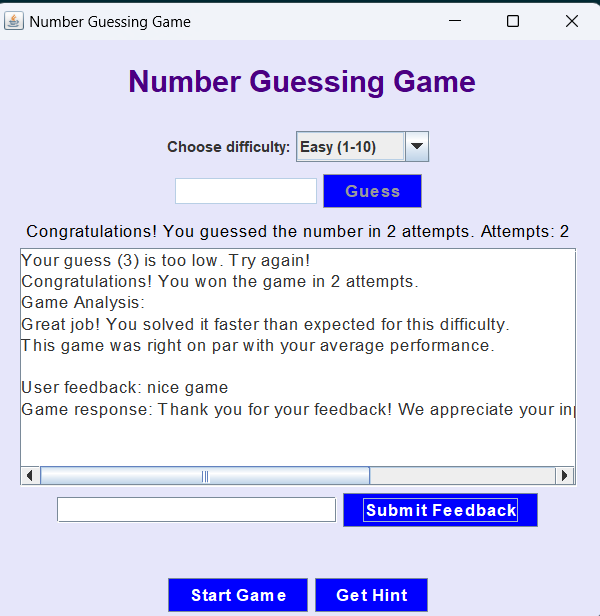 Number Guessing Game
Number Guessing Game
Choose difficulty: Easy (1-10)
Guess
Congratulations! You guessed the number in 2 attempts. Attempts: 2
Your guess (3) is too low. Try again!
Congratulations! You won the game in 2 attempts.
Game Analysis:
Great job! You solved it faster than expected for this difficulty.
This game was right on par with your average performance.
User feedback: nice game
Game response: Thank you for your feedback! We appreciate your
Submit Feedback
Start Game Get Hint